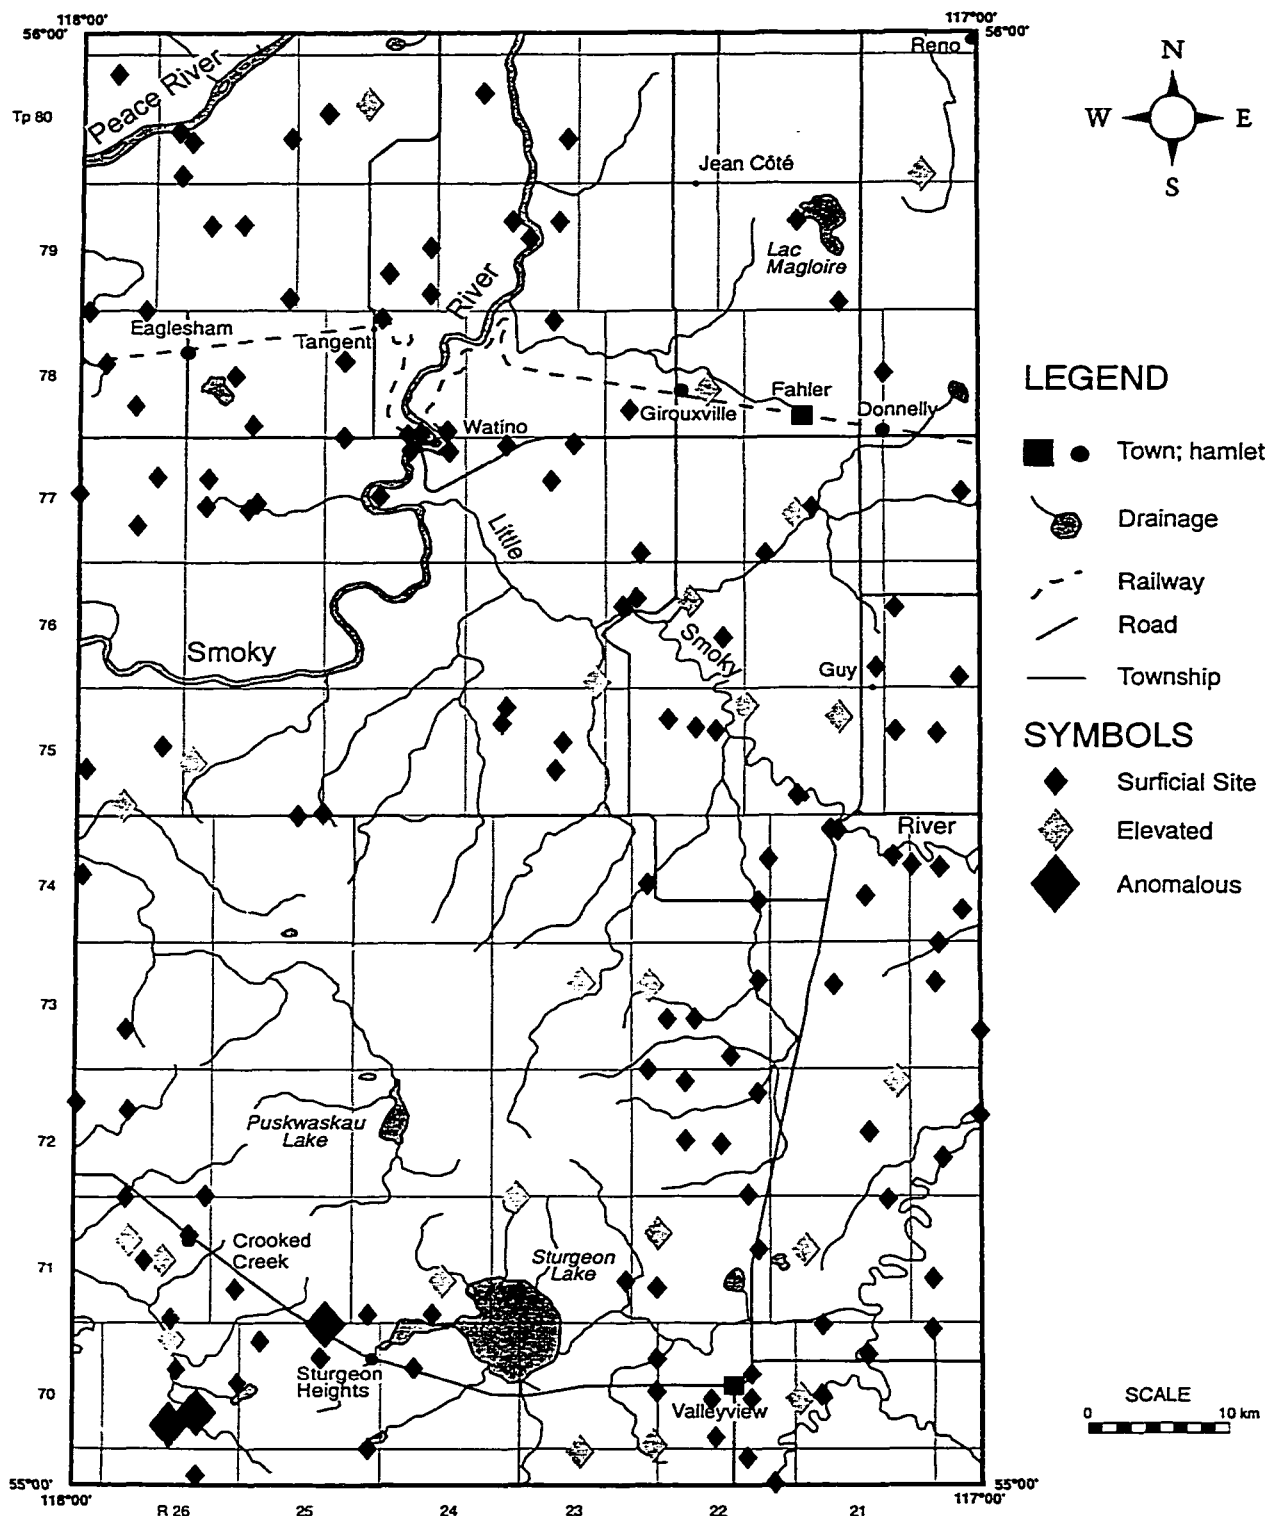 118°00'
117°00'
56°00'
56°00'
Reno
N
W
E
S
Peace River
Tp 80
Jean Côté
79
Lac
Magloire
River
Eaglesham
Tangent
78
Fahler
Girouxville
Donnelly
Watino
77
Little
76
Smoky
Smoky
Guy
75
River
74
73
Puskwaskau
Lake
72
Crooked
Creek
Sturgeon
Lake
71
Sturgeon
Heights
70
Valleyview
55°00'
55°00'
118°00'
117°00'
R 26
25
24
23
22
21
LEGEND
Town; hamlet
Drainage
Railway
Road
Township
SYMBOLS
Surficial Site
Elevated
Anomalous
SCALE
0
10 km